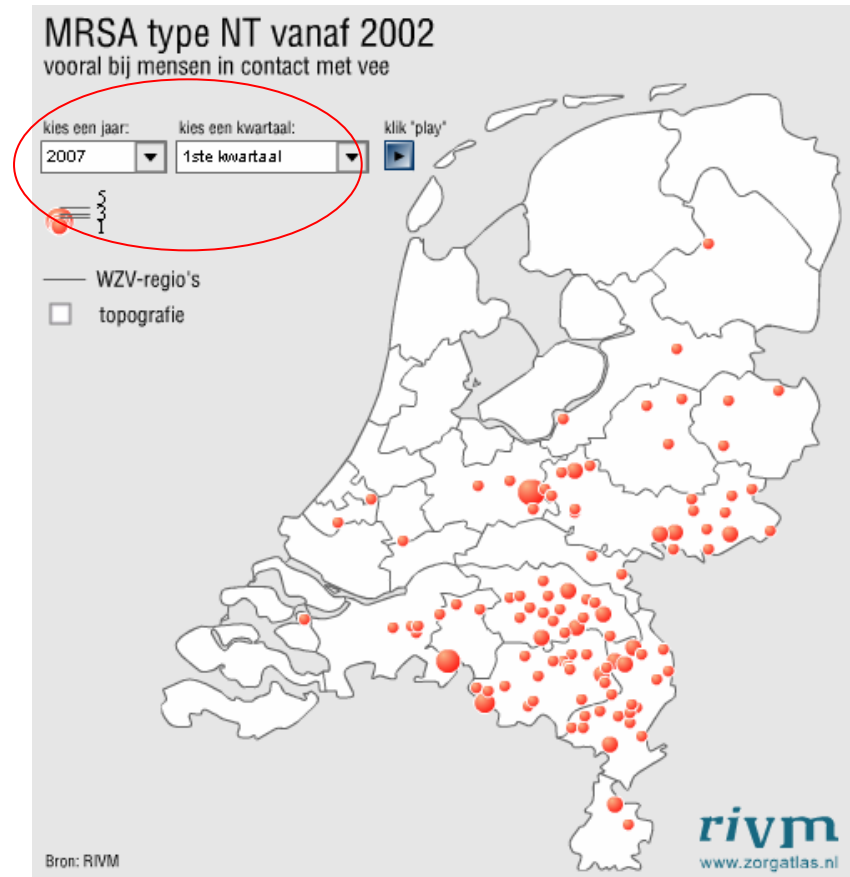 MRSA type NT vanaf 2002
vooral bij mensen in contact met vee
kies een jaar: kies een kwartaal: klik "play"
2007 1ste kwartaal
5
3
1
WZV-regio's
topografie
rivm
Bron: RIVM www.zorgatlas.nl